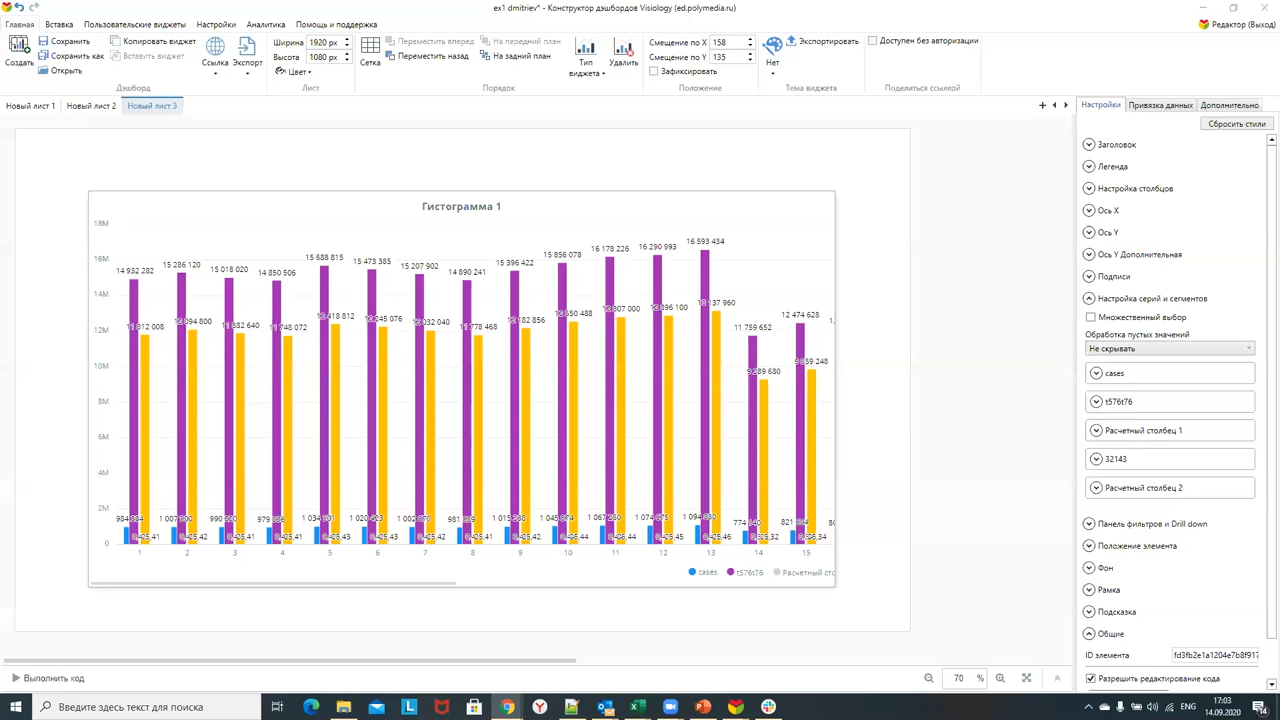 ex1 dmitriev* - Конструктор дэшбордов Visiology (ed.polymedia.ru)
Главная Вставка Пользовательские виджеты Настройки Аналитика Помощь и поддержка
Редактор (Выход)
Создать
Сохранить
Сохранить как
Открыть
Копировать виджет
Вставить виджет
Ссылка
Экспорт
Дэшборд
Ширина 1920 px
Высота 1080 px
Цвет
Лист
Сетка
Переместить вперед
Переместить назад
На передний план
На задний план
Порядок
Тип виджета
Удалить
Смещение по X 158
Смещение по Y 135
Зафиксировать
Положение
Нет
Экспортировать
Тема виджета
Доступен без авторизации
Поделиться ссылкой
Новый лист 1 Новый лист 2 Новый лист 3
Гистограмма 1
18M
16M
14M
12M
10M
8M
6M
4M
2M
0
14 932 282 15 286 120 15 018 020 14 850 506 15 688 815 15 473 385 15 207 902 14 890 241 15 396 422 15 856 078 16 178 226 16 290 993 16 593 434 11 759 652 12 474 628
1 2 3 4 5 6 7 8 9 10 11 12 13 14 15
cases t576t76 Расчетный сто
Настройки Привязка данных Дополнительно
Сбросить стили
Заголовок
Легенда
Настройка столбцов
Ось X
Ось Y
Ось Y Дополнительная
Подписи
Настройка серий и сегментов
Множественный выбор
Обработка пустых значений
Не скрывать
cases
t576t76
Расчетный столбец 1
32143
Расчетный столбец 2
Панель фильтров и Drill down
Положение элемента
Фон
Рамка
Подсказка
Общие
ID элемента fd3fb2e1a1204e7b8f917
Разрешить редактирование кода
Выполнить код
70 %
Введите здесь текст для поиска
ENG
17:03
14.09.2020